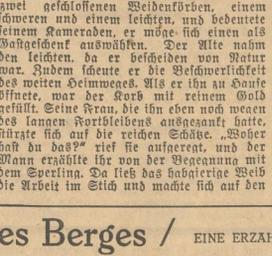 zwei geschlossenen Weidenkörben, einem
schweren und einem leichten, und bedeutete
seinem Kameraden, er möge sich einen als
Gastgeschenk auswählen. Der Alte nahm
den leichten, da er bescheiden von Natur
war. Zudem scheute er die Beschwerlichkeit
des weiten Heimweges. Als er ihn zu Hause
öffnete, war der Korb mit reinem Gold
gefüllt. Seine Frau, die ihn eben noch wegen
des langen Fortbleibens ausgezankt hatte,
stürzte sich auf die reichen Schätze. „Woher
hast du das?" rief sie aufgeregt, und der
Mann erzählte ihr von der Begegnung mit
dem Sperling. Da ließ das habgierige Weib
die Arbeit im Stich und machte sich auf den
es Berges / EINE ERZÄH